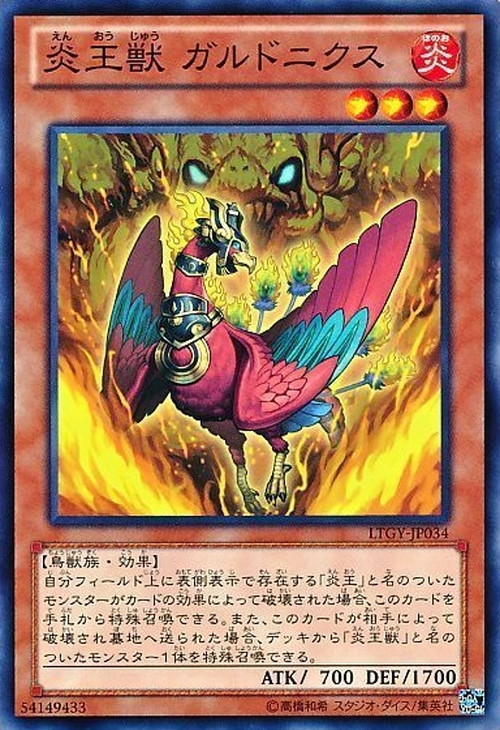 炎王獣 ガルドニクス
炎
LTGY-JP034
【鳥獣族・効果】
自分フィールド上に表側表示で存在する「炎王」と名のついた
モンスターがカードの効果によって破壊された場合、このカードを
手札から特殊召喚できる。また、このカードが相手によって
破壊され墓地へ送られた場合、デッキから「炎王獣」と名の
ついたモンスター1体を特殊召喚できる。
ATK/ 700 DEF/1700
54149433
©高橋和希 スタジオ・ダイス/集英社